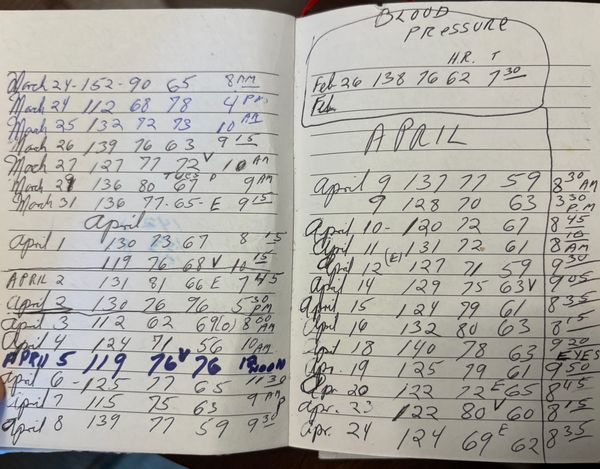 March 24-152-90 65 8 AM
March 24 112 68 78 4 PM
March 25 132 72 73 10 AM
March 26 139 76 63 9 15
March 27 127 77 72 V 10 AM
March 136 80 67 9 AM
March 31 136 77-65-E 9 15
April
April 1 130 73 67 8 15
119 76 68 V 10 15
APRIL 2 131 81 66 E 7 45
April 2 130 76 96 5 30 PM
April 3 112 62 69(0) 8 00 AM
April 4 124 71 56 10 AM
APRIL 5 119 76 V 76 12 NOON
April 6-125 77 65 11 30
April 7 115 75 63 9 AM
April 8 139 77 59 9 30
BLOOD
PRESSURE
HR. T
Feb 26 138 76 62 7 30
Feb
APRIL
April 9 137 77 59 8 30 AM
9 128 70 63 3 30 PM
April 10-120 72 67 8 45
April 11 131 72 61 8 AM
April 12 (E) 127 71 59 9 30
April 14 129 75 63 V 9 05
April 15 124 79 61 8 35
April 16 132 80 63 8 15
April 18 140 78 63 9 20
April 19 125 79 61 EYES 9 50
Apr. 20 122 72 E 65 8 45
Apr. 23 122 80 V 60 8 15
Apr. 24 124 69 E 62 8 35